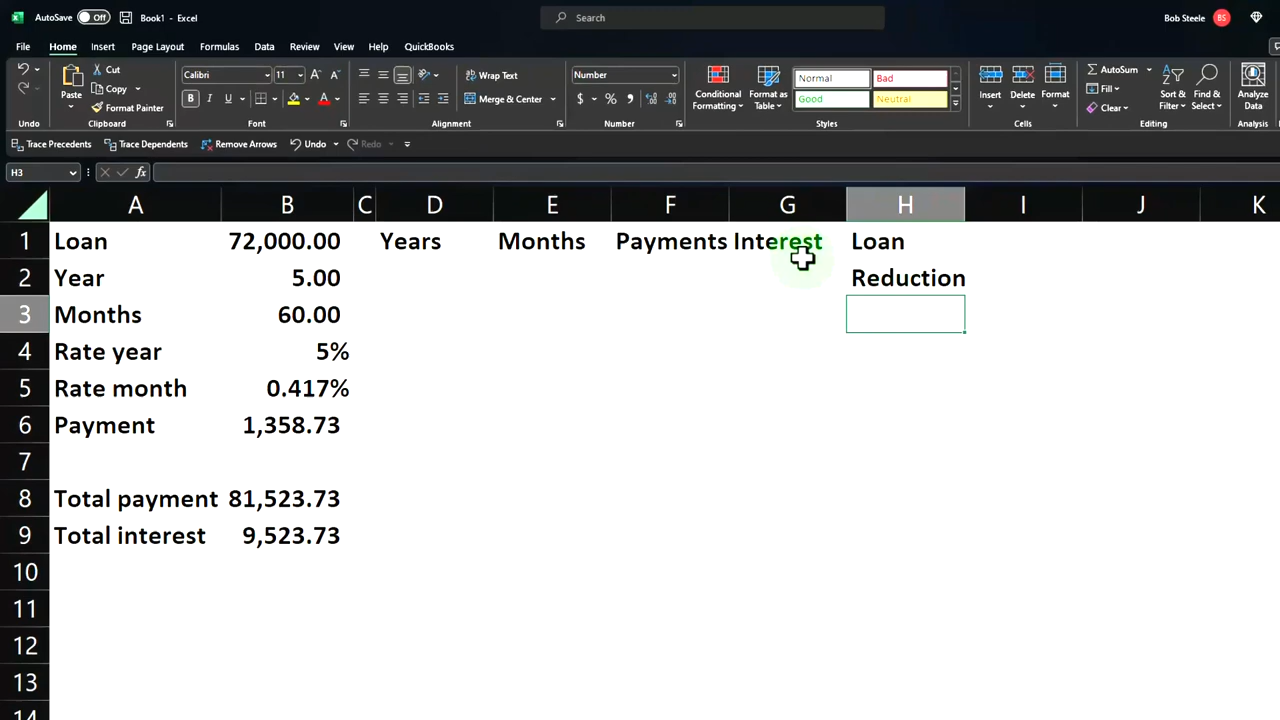 AutoSave Off Book1 - Excel Search Bob Steele BS
File Home Insert Page Layout Formulas Data Review View Help QuickBooks
Paste Cut Copy Format Painter Calibri 11 Wrap Text Merge & Center Number Conditional Formatting Format as Table Normal Bad Good Neutral Insert Delete Format AutoSum Fill Clear Sort & Filter Find & Select Analyze Data
Undo Clipboard Font Alignment Number Styles Cells Editing Analysis
Trace Precedents Trace Dependents Remove Arrows Undo Redo
H3 fx
A B C D E F G H I J K
1 Loan 72,000.00 Years Months Payments Interest Loan
2 Year 5.00 Reduction
3 Months 60.00
4 Rate year 5%
5 Rate month 0.417%
6 Payment 1,358.73
7
8 Total payment 81,523.73
9 Total interest 9,523.73
10
11
12
13
14